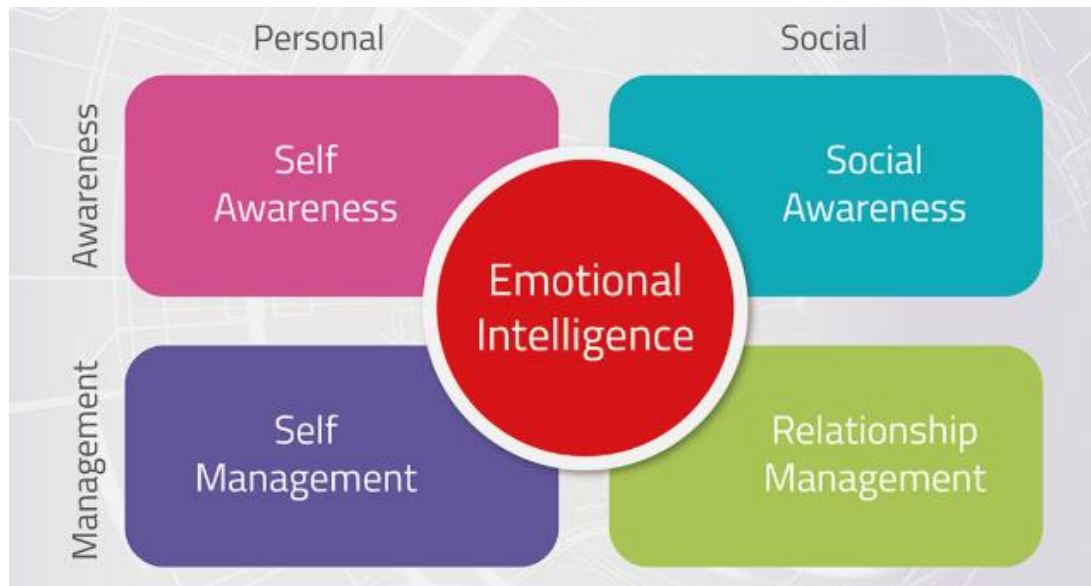 Personal
Social
Awareness
Self
Awareness
Social
Awareness
Emotional
Intelligence
Management
Self
Management
Relationship
Management